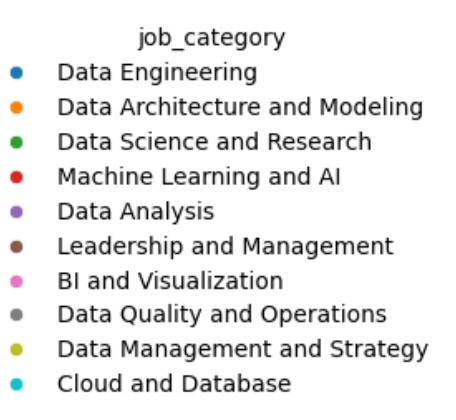 job_category
Data Engineering
Data Architecture and Modeling
Data Science and Research
Machine Learning and AI
Data Analysis
Leadership and Management
BI and Visualization
Data Quality and Operations
Data Management and Strategy
Cloud and Database